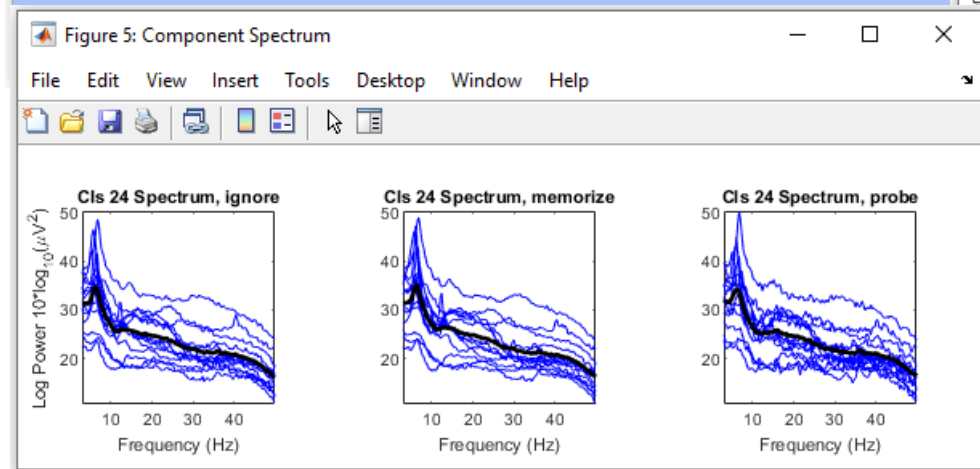 Figure 5: Component Spectrum
File Edit View Insert Tools Desktop Window Help
Cls 24 Spectrum, ignore
Log Power 10*log10(μV2)
50
40
30
20
10 20 30 40
Frequency (Hz)
Cls 24 Spectrum, memorize
50
40
30
20
10 20 30 40
Frequency (Hz)
Cls 24 Spectrum, probe
50
40
30
20
10 20 30 40
Frequency (Hz)